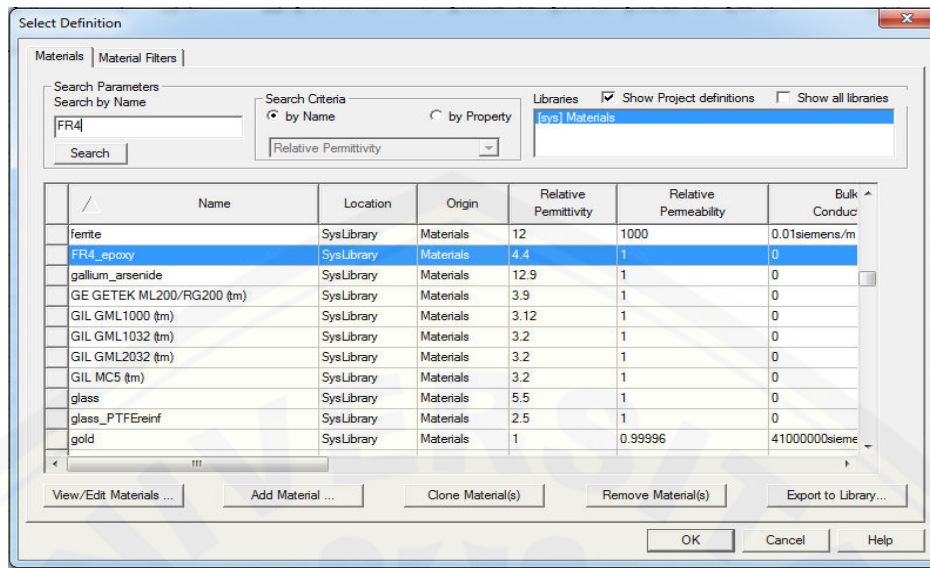 Select Definition
Materials
Material Filters
Search Parameters
Search by Name
FR4
Search
Search Criteria
by Name
by Property
Relative Permittivity
Libraries
Show Project definitions
Show all libraries
[sys] Materials
/ Name Location Origin Relative Permittivity Relative Permeability Bulk Conduc
ferrite SysLibrary Materials 12 1000 0.01siemens/m
FR4_epoxy SysLibrary Materials 4.4 1 0
gallium_arsenide SysLibrary Materials 12.9 1 0
GE GETEK ML200/RG200 (tm) SysLibrary Materials 3.9 1 0
GIL GML1000 (tm) SysLibrary Materials 3.12 1 0
GIL GML1032 (tm) SysLibrary Materials 3.2 1 0
GIL GML2032 (tm) SysLibrary Materials 3.2 1 0
GIL MC5 (tm) SysLibrary Materials 3.2 1 0
glass SysLibrary Materials 5.5 1 0
glass_PTFEreinf SysLibrary Materials 2.5 1 0
gold SysLibrary Materials 1 0.99996 41000000sieme
View/Edit Materials ... Add Material ... Clone Material(s) Remove Material(s) Export to Library...
OK Cancel Help